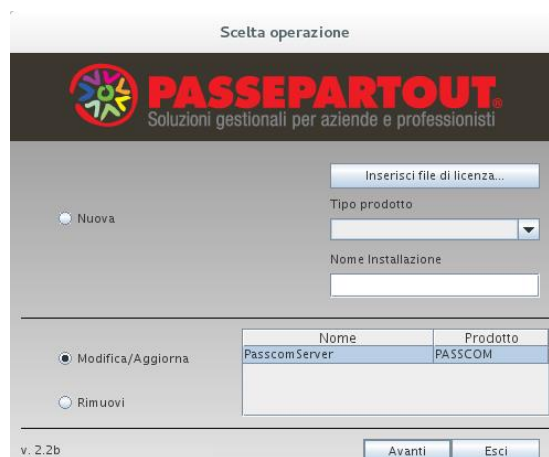 Scelta operazione
PASSEPARTOUT®
Soluzioni gestionali per aziende e professionisti
Inserisci file di licenza...
Tipo prodotto
Nuova
Nome Installazione
Nome Prodotto
Modifica/Aggiorna
PasscomServer PASSCOM
Rimuovi
v. 2.2b
Avanti Esci